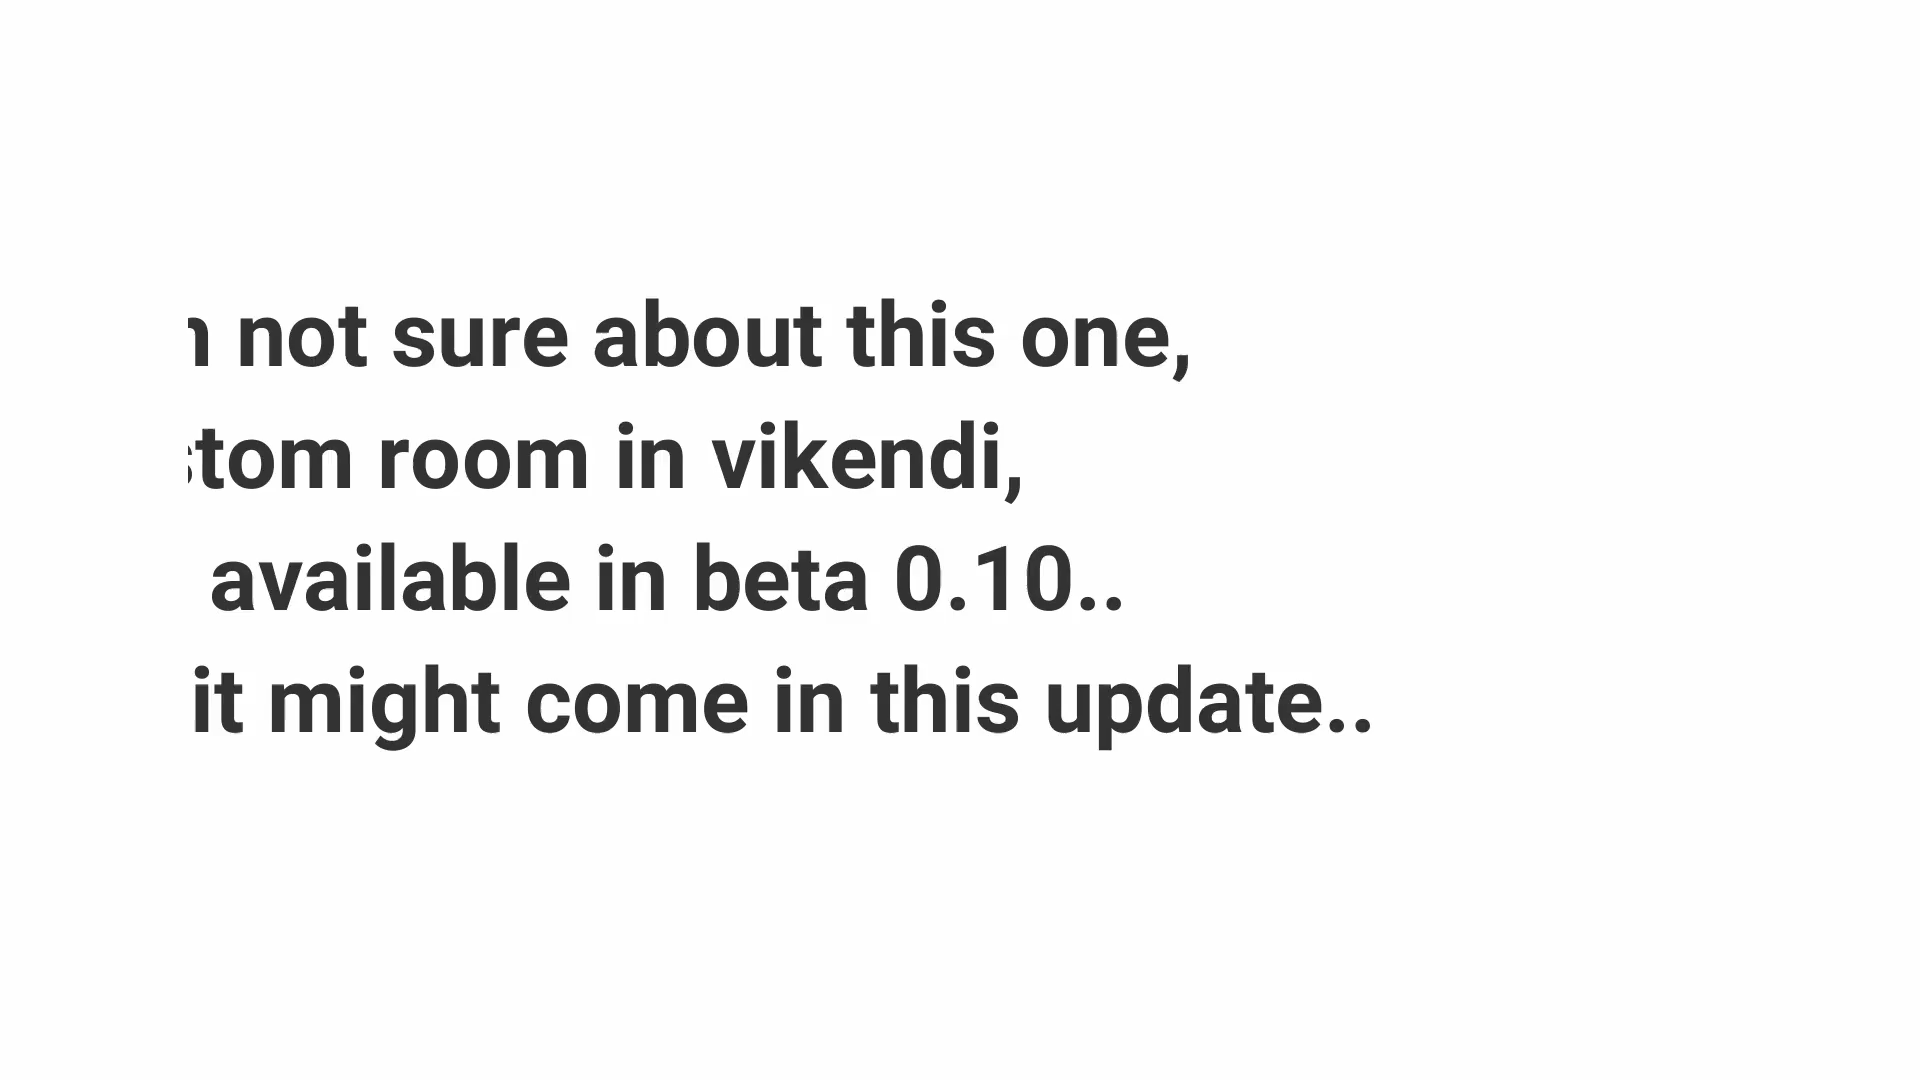 not sure about this one,
room in vikendi,
available in beta 0.10..
it might come in this update..